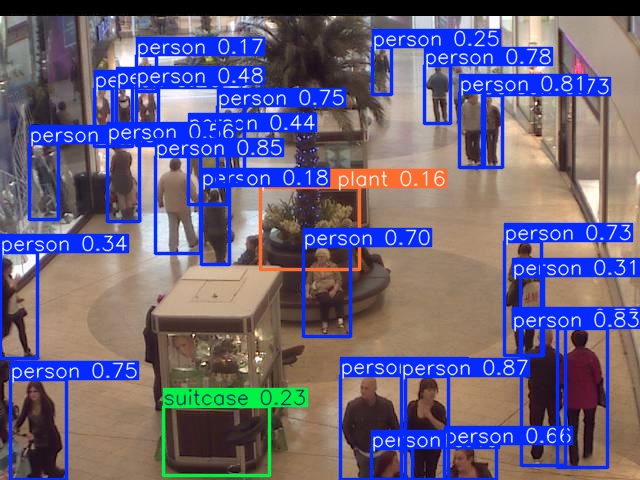 person 0.17
person 0.25
person 0.78
pe
pe
person 0.48
person 0.81
73
person 0.75
person 0.44
person
person 0.56
person 0.85
person 0.18
plant 0.16
person 0.34
person 0.70
person 0.73
person 0.31
person 0.83
person 0.75
perso
person 0.87
suitcase 0.23
person
person 0.66